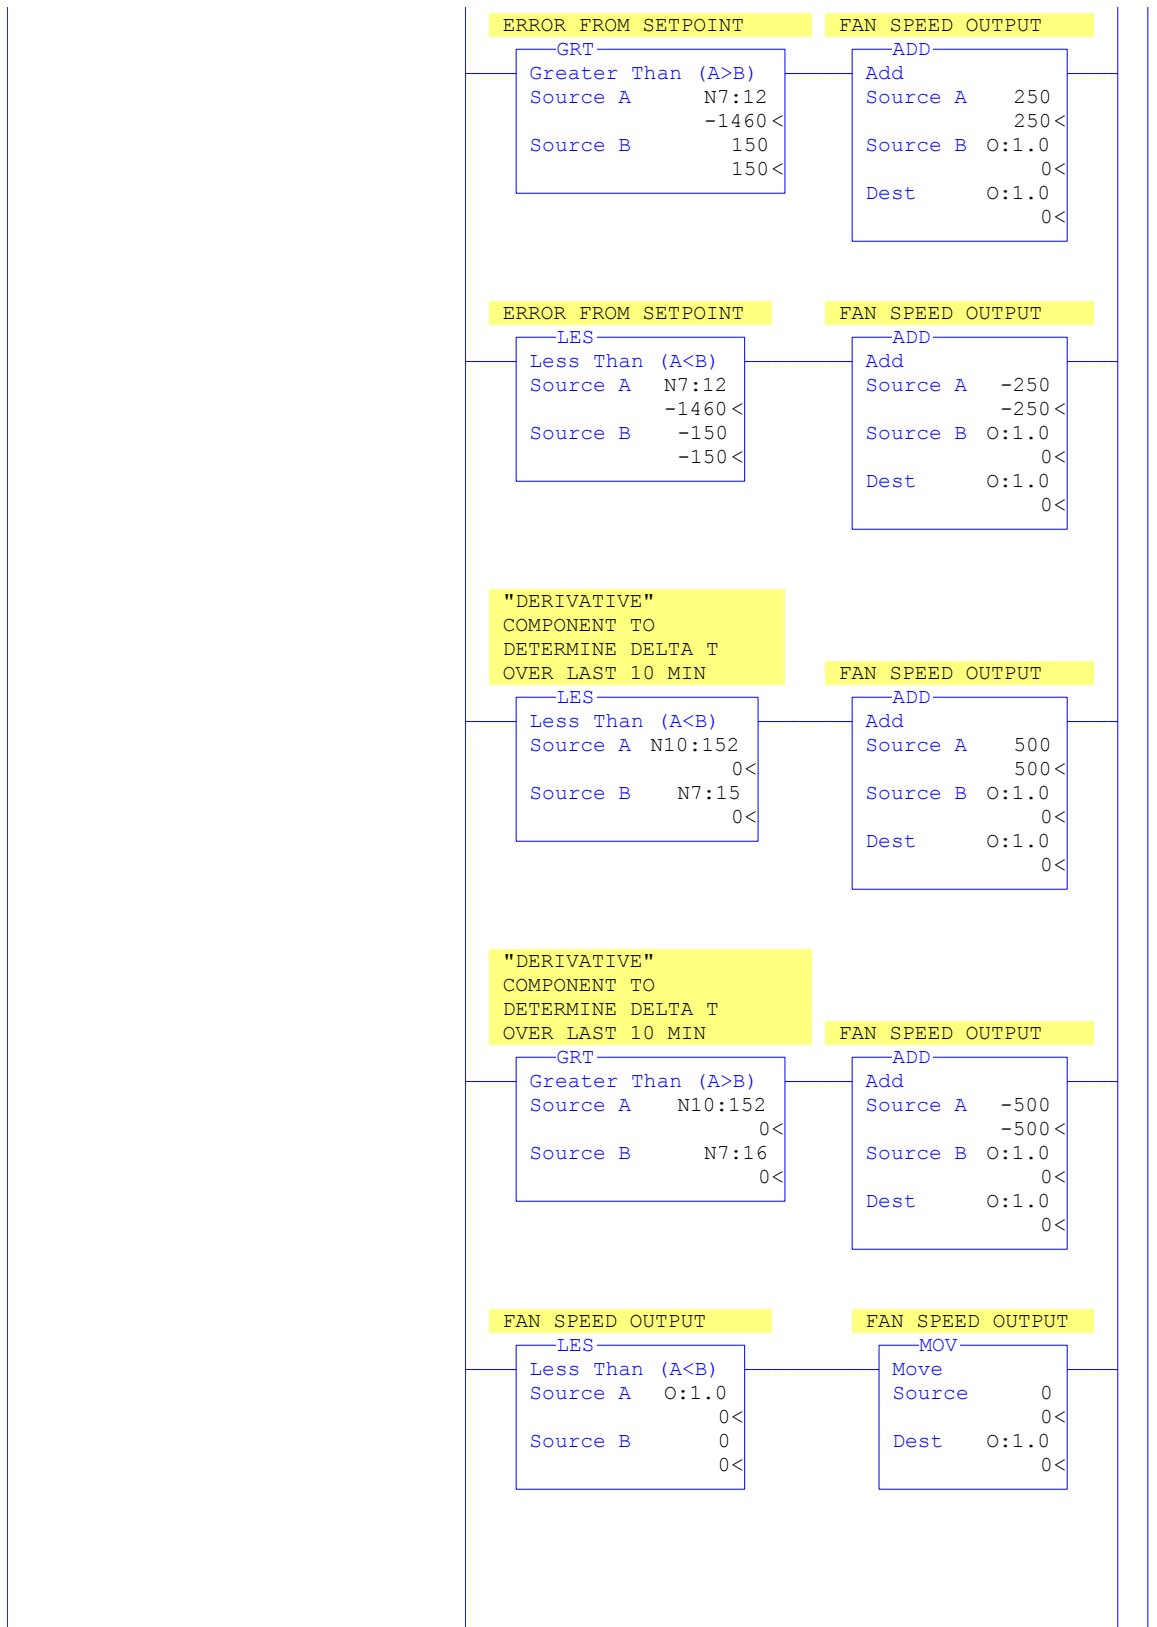 ERROR FROM SETPOINT FAN SPEED OUTPUT
GRT ADD
Greater Than (A>B) Add
Source A N7:12 Source A 250
-1460< 250<
Source B 150 Source B O:1.0
150< 0<
Dest O:1.0
0<
ERROR FROM SETPOINT FAN SPEED OUTPUT
LES ADD
Less Than (A<B) Add
Source A N7:12 Source A -250
-1460< -250<
Source B -150 Source B O:1.0
-150< 0<
Dest O:1.0
0<
"DERIVATIVE"
COMPONENT TO
DETERMINE DELTA T
OVER LAST 10 MIN FAN SPEED OUTPUT
LES ADD
Less Than (A<B) Add
Source A N10:152 Source A 500
0< 500<
Source B N7:15 Source B O:1.0
0< 0<
Dest O:1.0
0<
"DERIVATIVE"
COMPONENT TO
DETERMINE DELTA T
OVER LAST 10 MIN FAN SPEED OUTPUT
GRT ADD
Greater Than (A>B) Add
Source A N10:152 Source A -500
0< -500<
Source B N7:16 Source B O:1.0
0< 0<
Dest O:1.0
0<
FAN SPEED OUTPUT FAN SPEED OUTPUT
LES MOV
Less Than (A<B) Move
Source A O:1.0 Source 0
0< 0<
Source B 0 Dest O:1.0
0< 0<